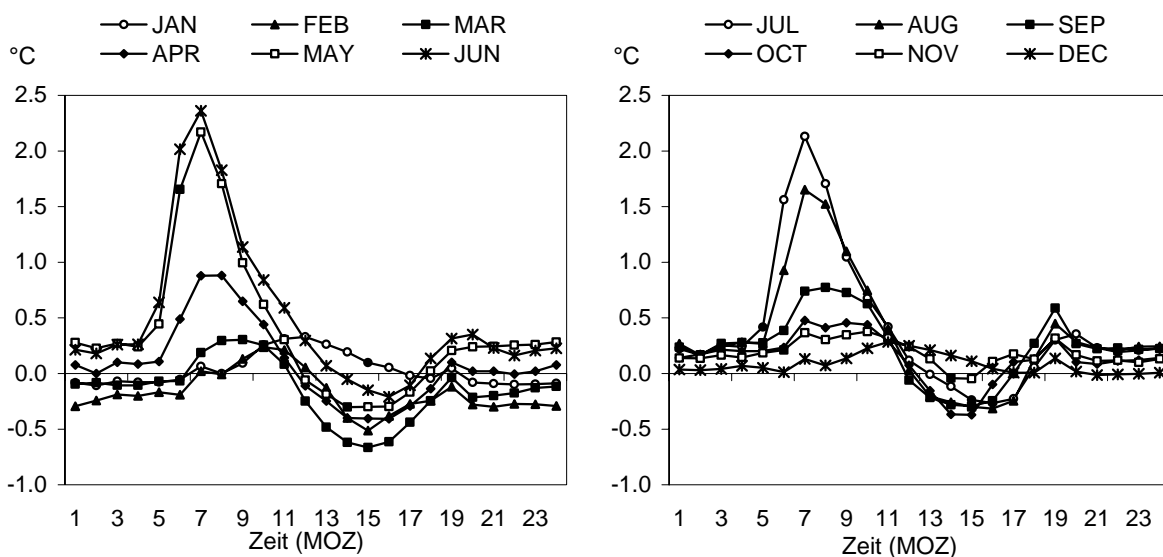 JAN FEB MAR
APR MAY JUN
°C
2.5
2.0
1.5
1.0
0.5
0.0
-0.5
-1.0
1 3 5 7 9 11 13 15 17 19 21 23
Zeit (MOZ)
JUL AUG SEP
OCT NOV DEC
°C
2.5
2.0
1.5
1.0
0.5
0.0
-0.5
-1.0
1 3 5 7 9 11 13 15 17 19 21 23
Zeit (MOZ)